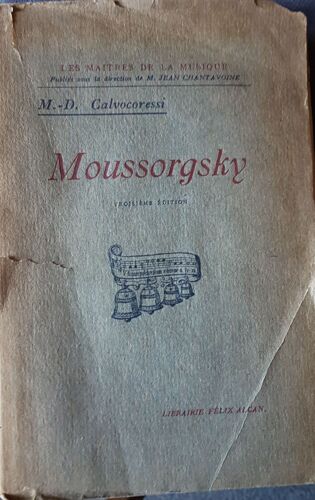 LES MAITRES DE LA MUSIQUE
Publiés sous la direction de M. JEAN CHANTAVOINE
M.-D. Calvocoressi
Moussorgsky
TROISIÈME ÉDITION
LIBRAIRIE FÉLIX ALCAN